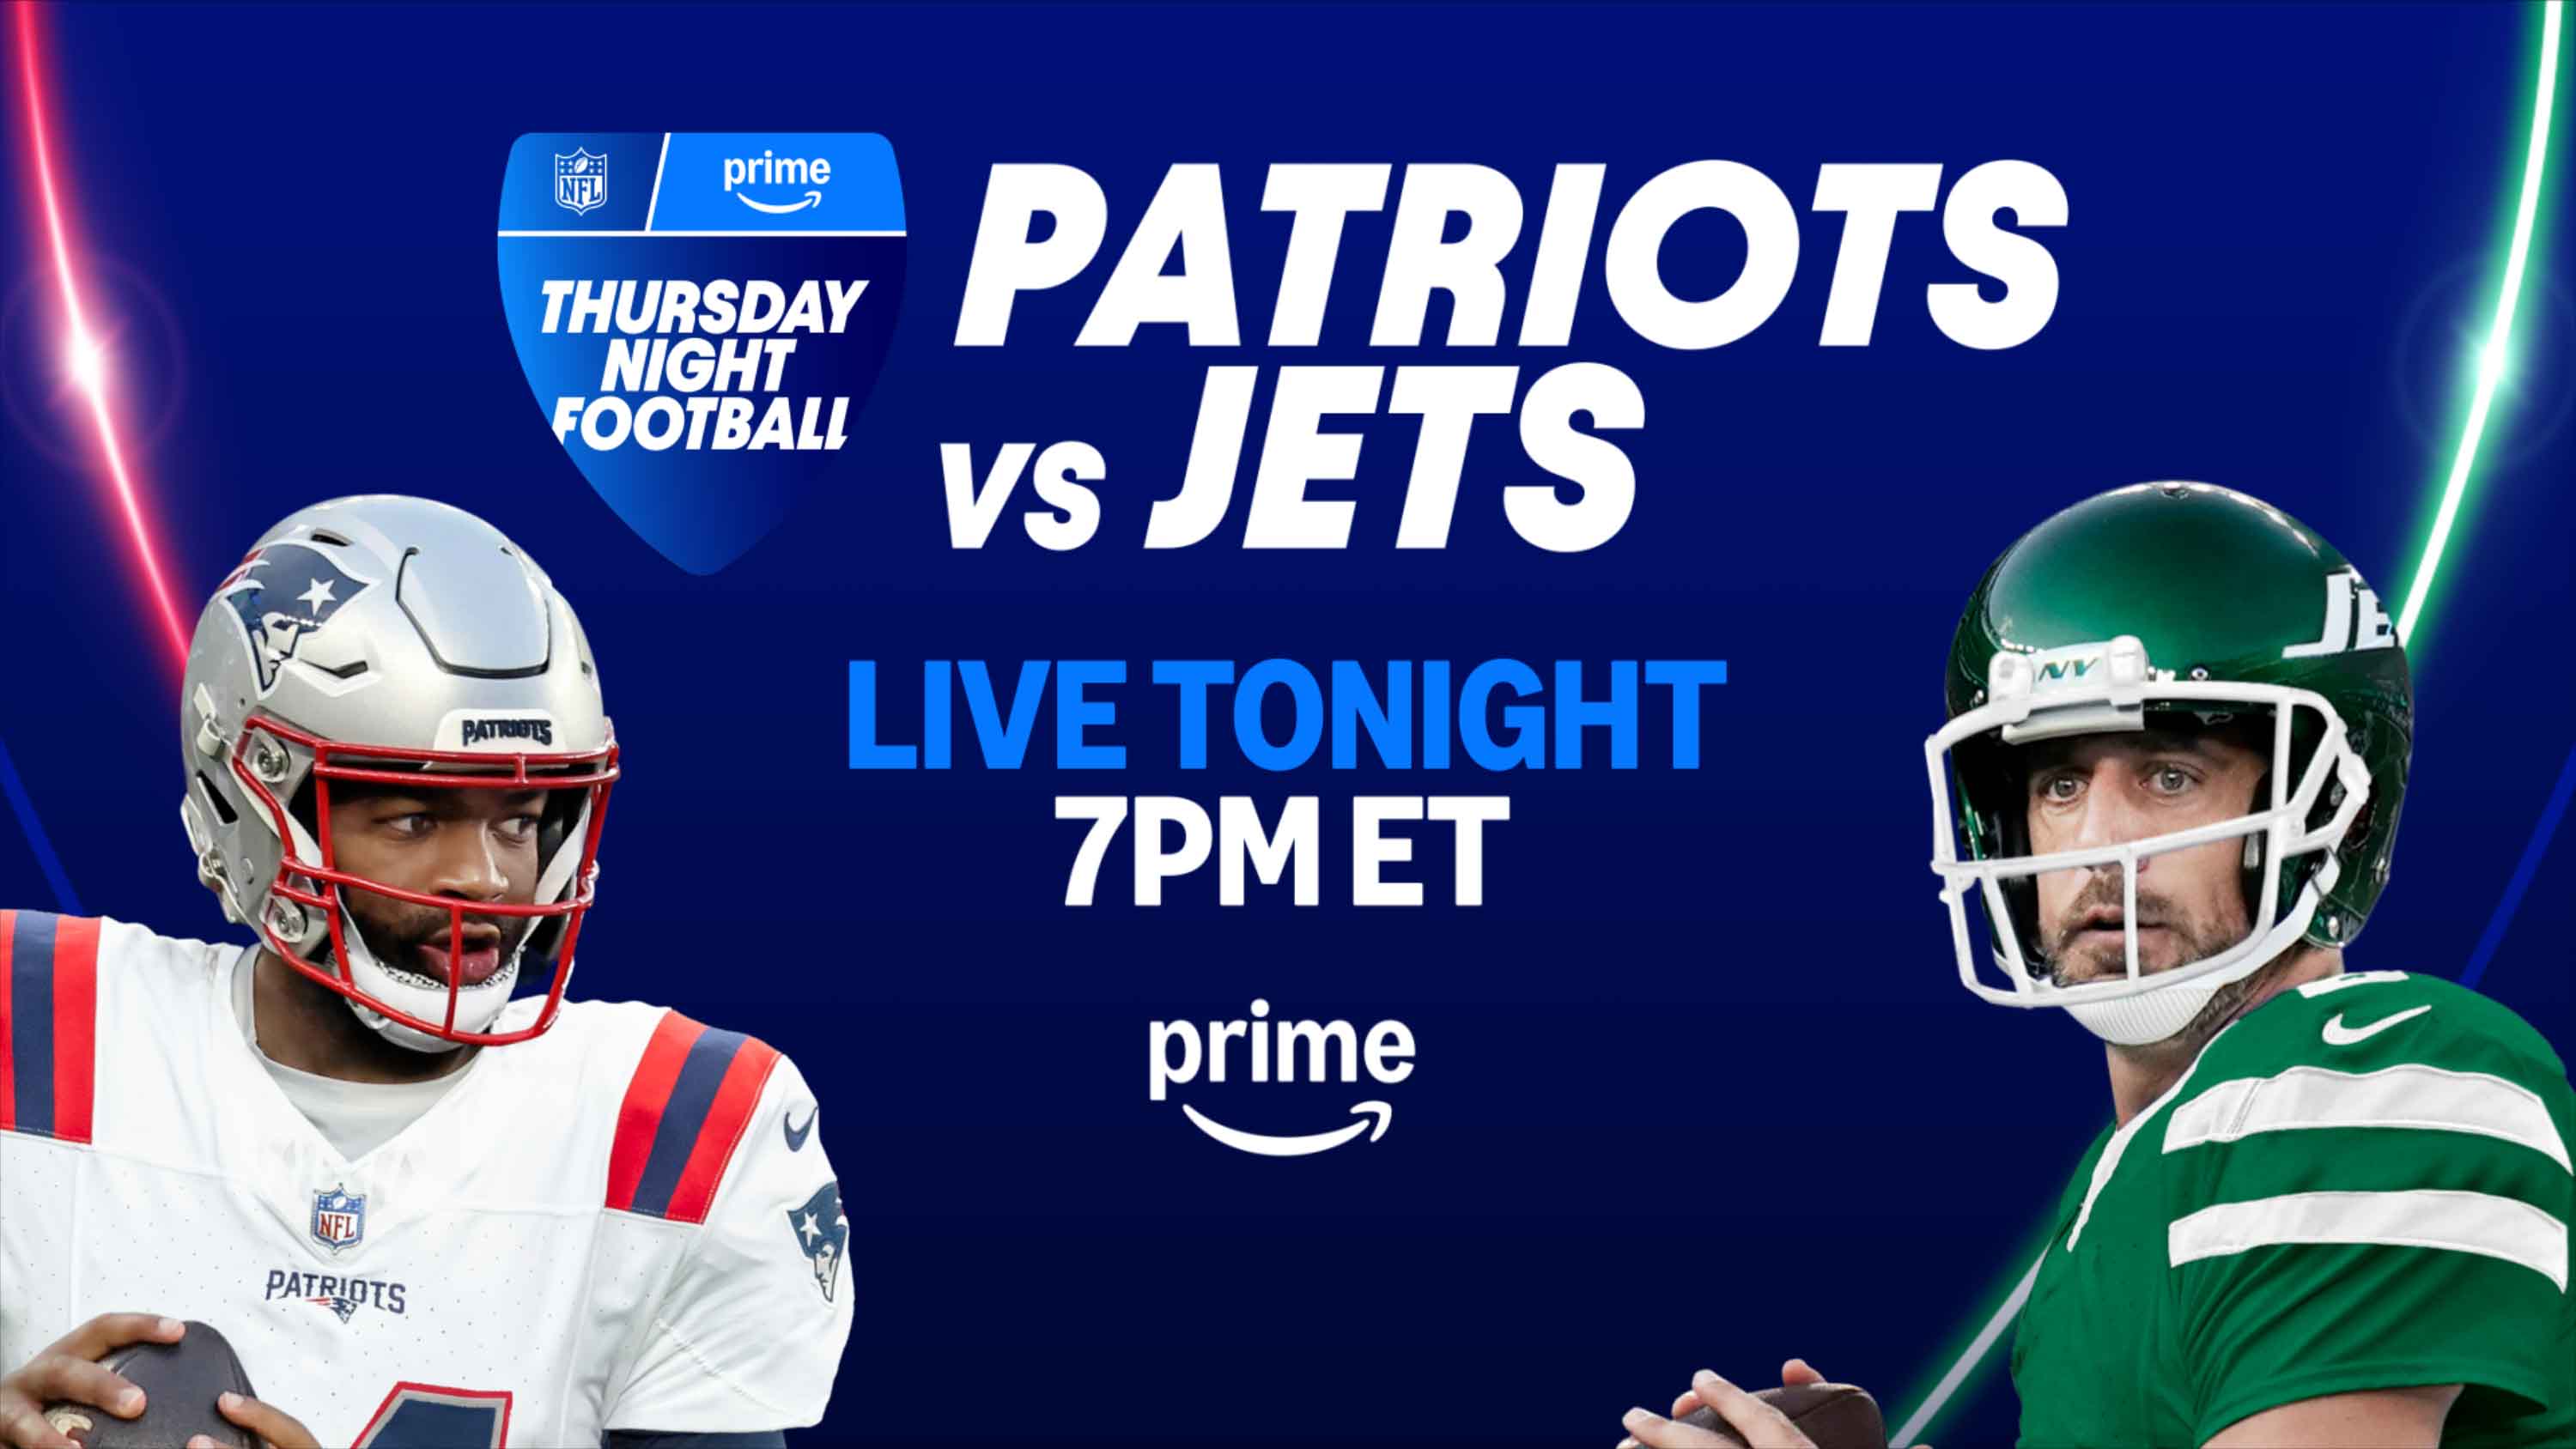 NFL
prime
THURSDAY
NIGHT
FOOTBALL
PATRIOTS
VS JETS
LIVE TONIGHT
7PM ET
prime
PATRIOTS
NFL
PATRIOTS
NY